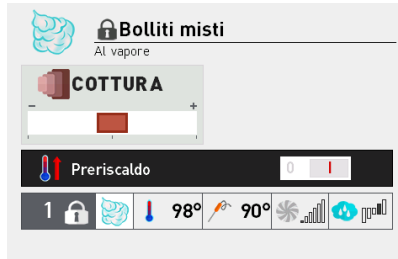 Bolliti misti
Al vapore
COTTURA
- +
Preriscaldo 0 I
1 98° 90°